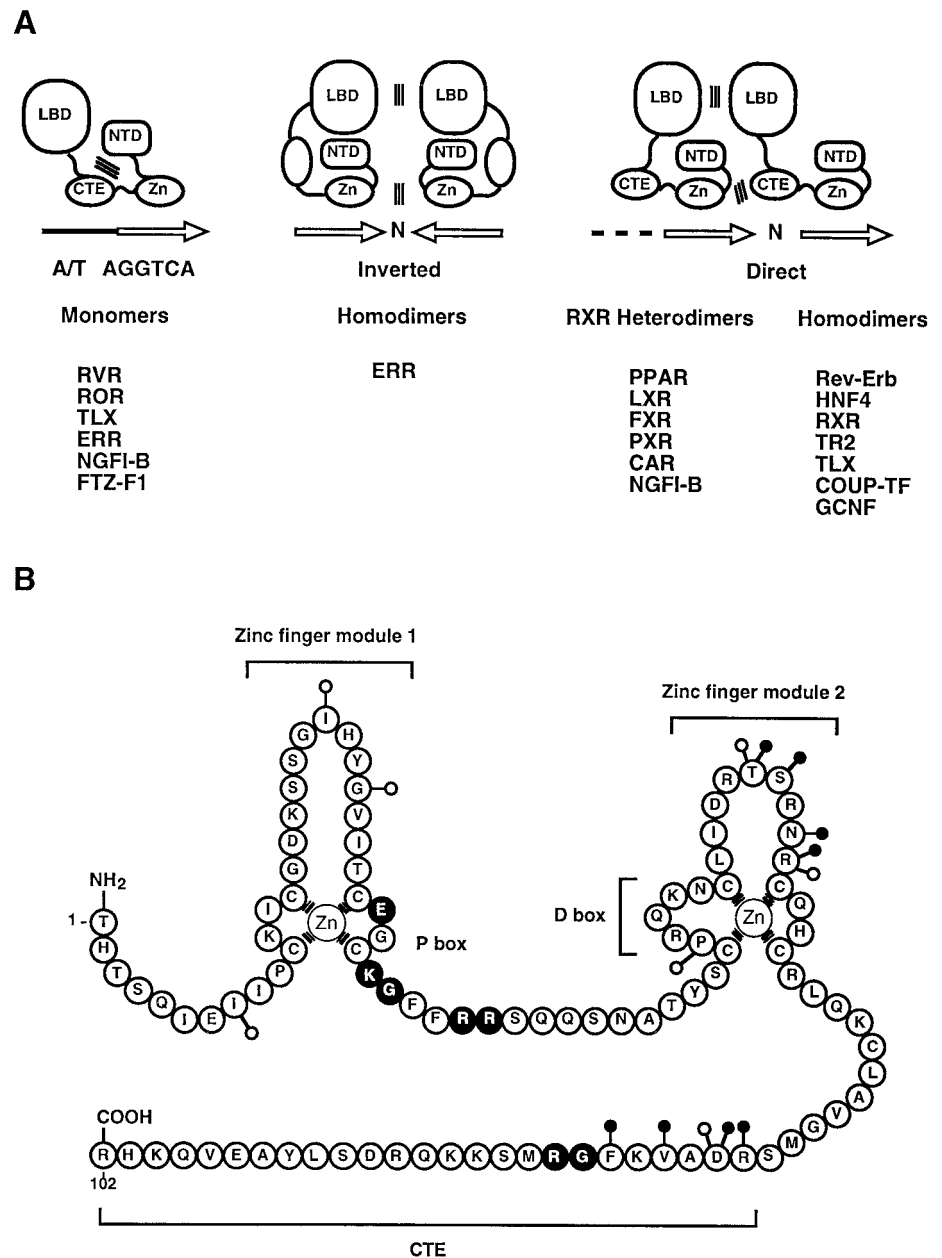 A
LBD
NTD
CTE
Zn
A/T AGGTCA
Monomers
RVR
ROR
TLX
ERR
NGFI-B
FTZ-F1
LBD
LBD
NTD
NTD
Zn
Zn
N
Inverted
Homodimers
ERR
LBD
LBD
NTD
NTD
CTE
Zn
CTE
Zn
N
Direct
RXR Heterodimers
PPAR
LXR
FXR
PXR
CAR
NGFI-B
Homodimers
Rev-Erb
HNF4
RXR
TR2
TLX
COUP-TF
GCNF
B
Zinc finger module 1
Zinc finger module 2
NH2
1-
T H T S Q I E I I P C K I C G D K S S G I H Y G V I T C E G C K G F F R R S Q Q S N A T Y S C P R Q K N C L I D R T S R N R C Q H C R L Q K C L A V G M S
Zn
P box
D box
Zn
COOH
R H K Q V E A Y L S D R Q K K S M R G F K V A D R
102
CTE